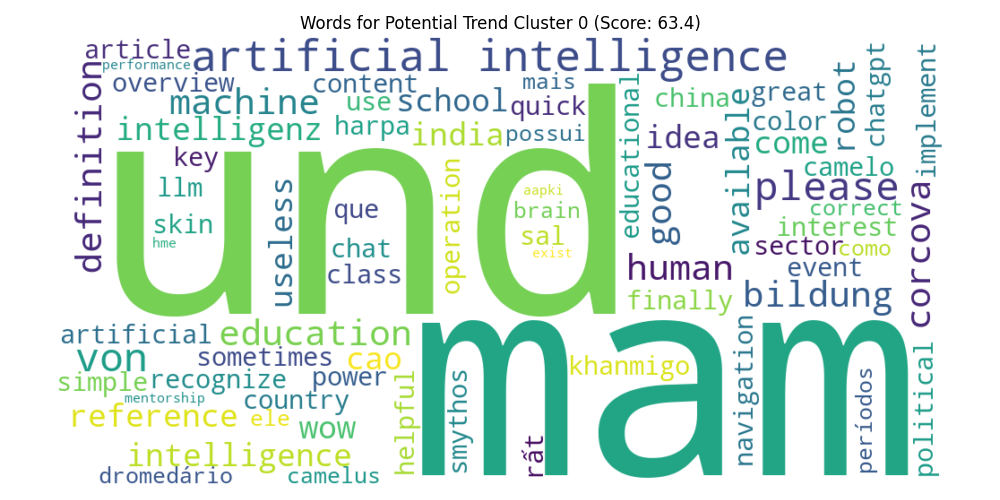 Words for Potential Trend Cluster 0 (Score: 63.4)
article
artificial intelligence
performance
overview
content
mais
china
great
chatgpt
implement
machine
use
school
quick
educational
available
color
robot
definition
intelligenz
harpa
india
possui
idea
come
key
und
camelo
llm
useless
que
operation
aapki
brain
good
please
correct
skin
interest
hme
chat
sal
exist
sector
como
corcova
class
human
event
finally
bildung
artificial
education
mam
von
sometimes
cao
khanmigo
simple
recognize
power
helpful
smythos
navigation
períodos
political
mentorship
country
reference
ele
wow
rất
intelligence
dromedário
camelus